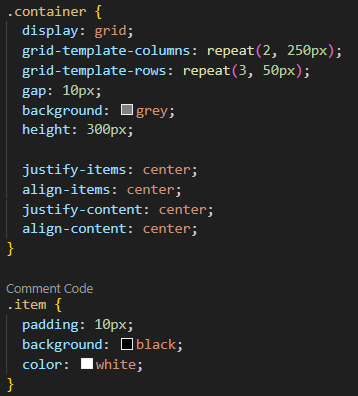 .container {
  display: grid;
  grid-template-columns: repeat(2, 250px);
  grid-template-rows: repeat(3, 50px);
  gap: 10px;
  background: grey;
  height: 300px;

  justify-items: center;
  align-items: center;
  justify-content: center;
  align-content: center;
}

Comment Code
.item {
  padding: 10px;
  background: black;
  color: white;
}